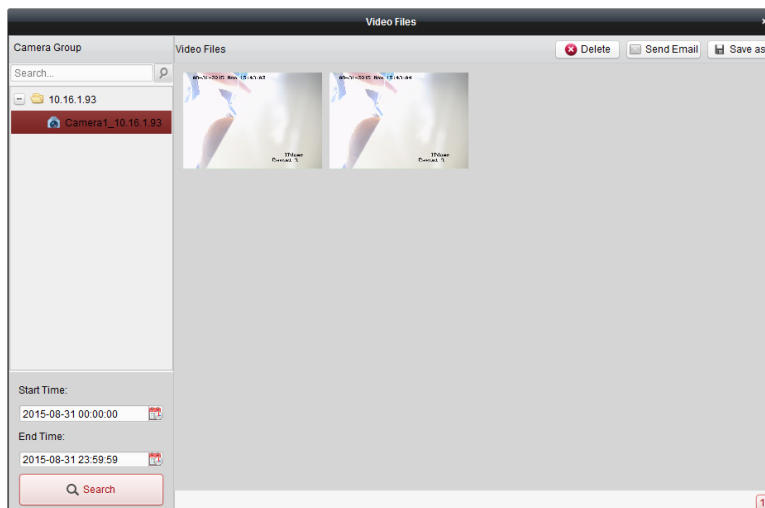 Video Files
Camera Group
Video Files
Delete
Send Email
Save as
Search...
10.16.1.93
Camera1_10.16.1.93
Start Time:
2015-08-31 00:00:00
End Time:
2015-08-31 23:59:59
Search
1